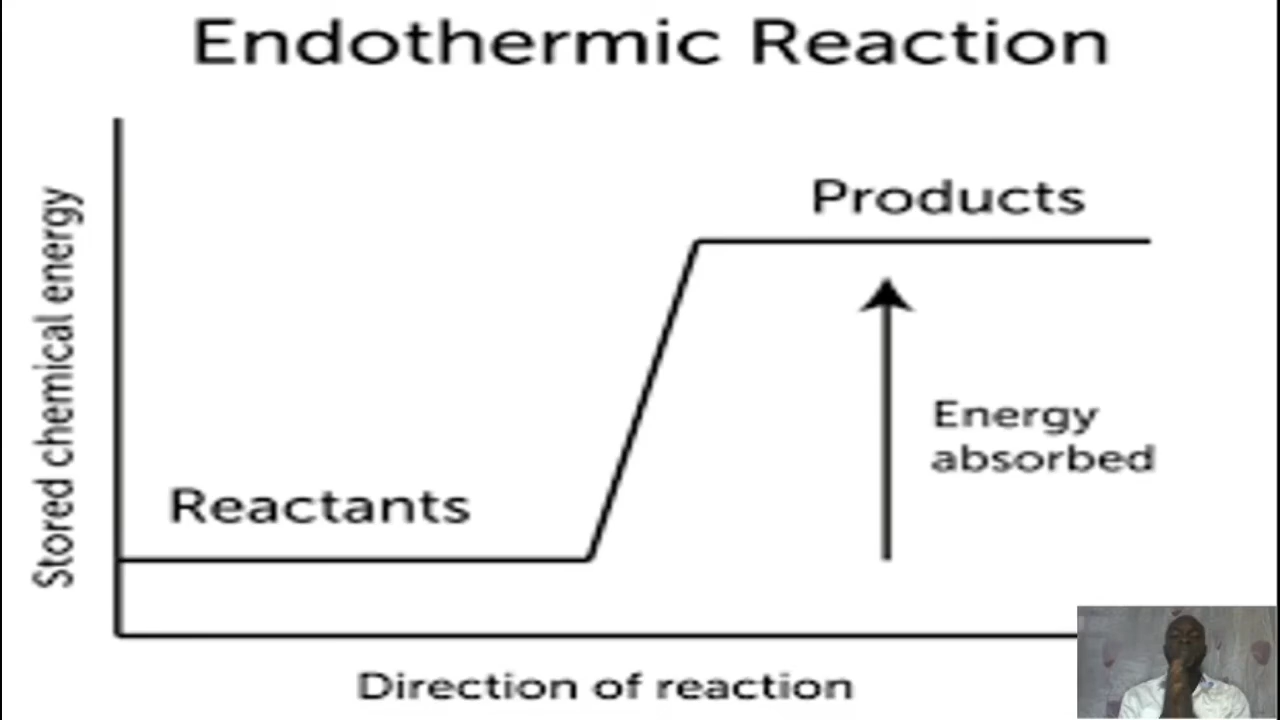 Endothermic Reaction
Stored chemical energy
Products
Energy
absorbed
Reactants
Direction of reaction